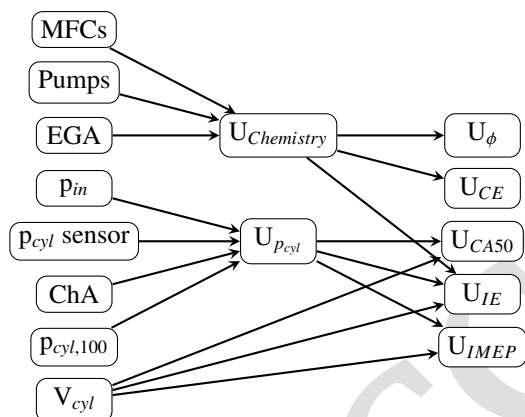 MFCs
Pumps
EGA
p_in
p_cyl sensor
ChA
p_cyl,100
V_cyl
U_Chemistry
U_p_cyl
U_ϕ
U_CE
U_CA50
U_IE
U_IMEP